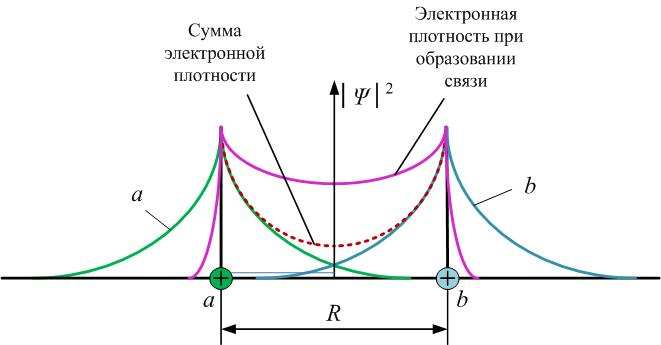 Сумма
электронной
плотности
Электронная
плотность при
образовании
связи
| Ψ | 2
a
b
a
b
R